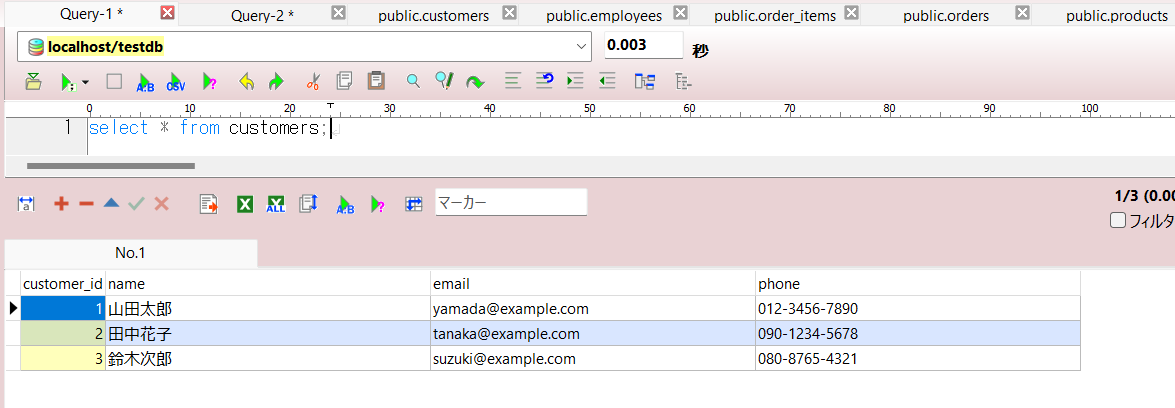 Query-1 * Query-2 * public.customers public.employees public.order_items public.orders public.products
localhost/testdb 0.003 秒
A.B OSV
0 10 20 30 40 50 60 70 80 90 100
1 select * from customers;
ALL A.B マーカー 1/3 (0.00
フィルタ
No.1
customer_id name email phone
1 山田太郎 yamada@example.com 012-3456-7890
2 田中花子 tanaka@example.com 090-1234-5678
3 鈴木次郎 suzuki@example.com 080-8765-4321